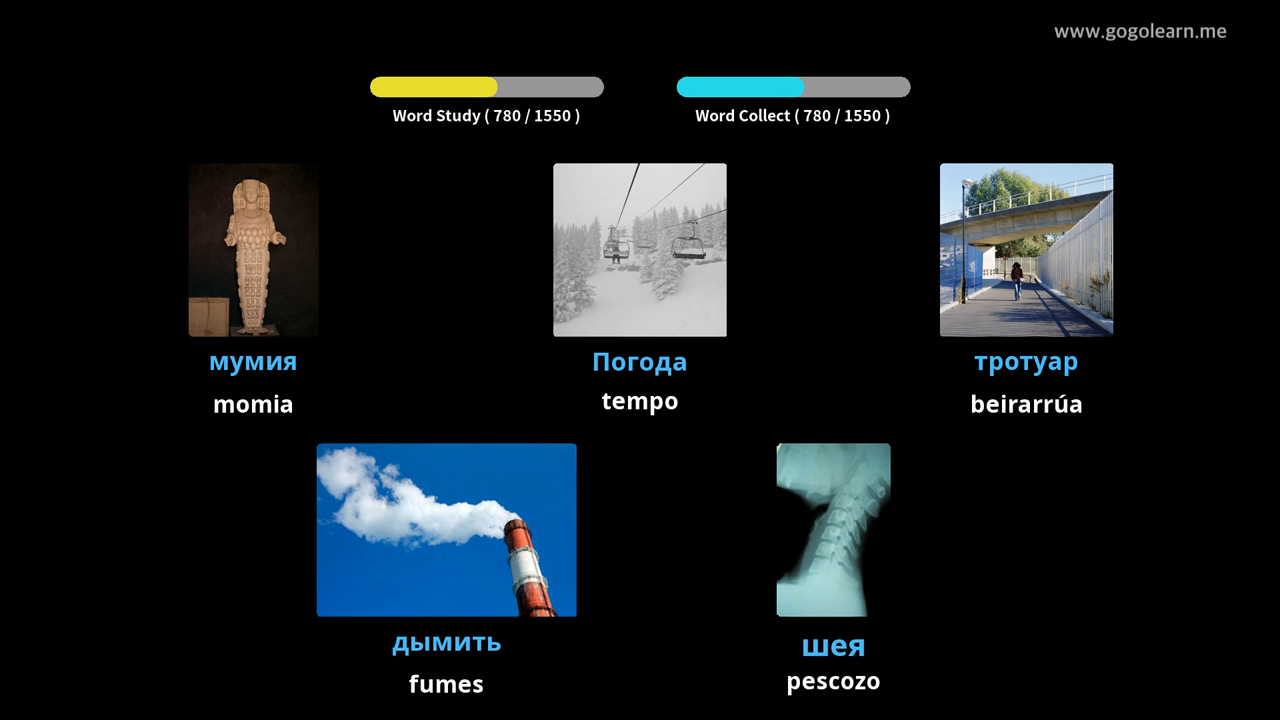 www.gogolearn.me
Word Study ( 780 / 1550 )
Word Collect ( 780 / 1550 )
мумия
momia
Погода
tempo
тротуар
beirarrúa
дымить
fumes
шея
pescozo